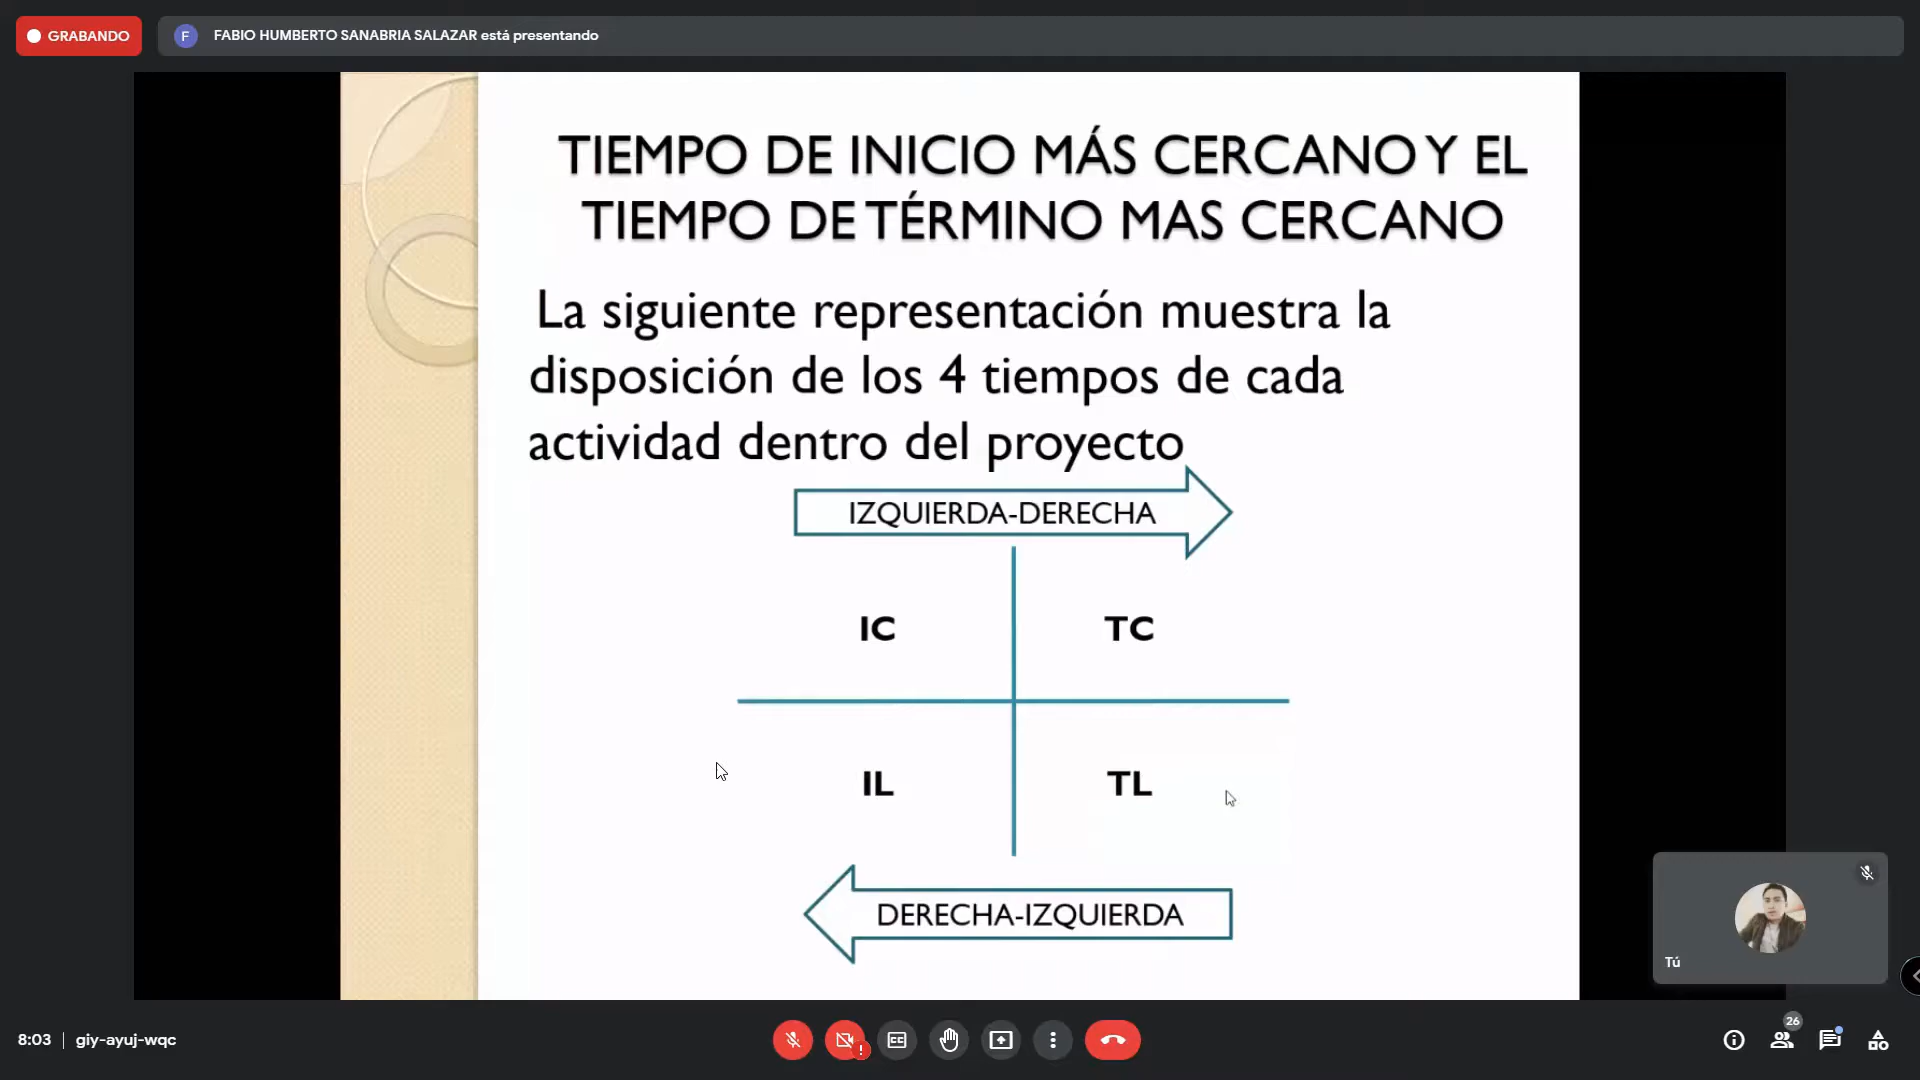 GRABANDO
F
FABIO HUMBERTO SANABRIA SALAZAR está presentando
TIEMPO DE INICIO MÁS CERCANO Y EL
TIEMPO DE TÉRMINO MAS CERCANO
La siguiente representación muestra la
disposición de los 4 tiempos de cada
actividad dentro del proyecto
IZQUIERDA-DERECHA
IC
TC
IL
TL
DERECHA-IZQUIERDA
Tú
8:03
giy-ayuj-wqc
CC
!
26